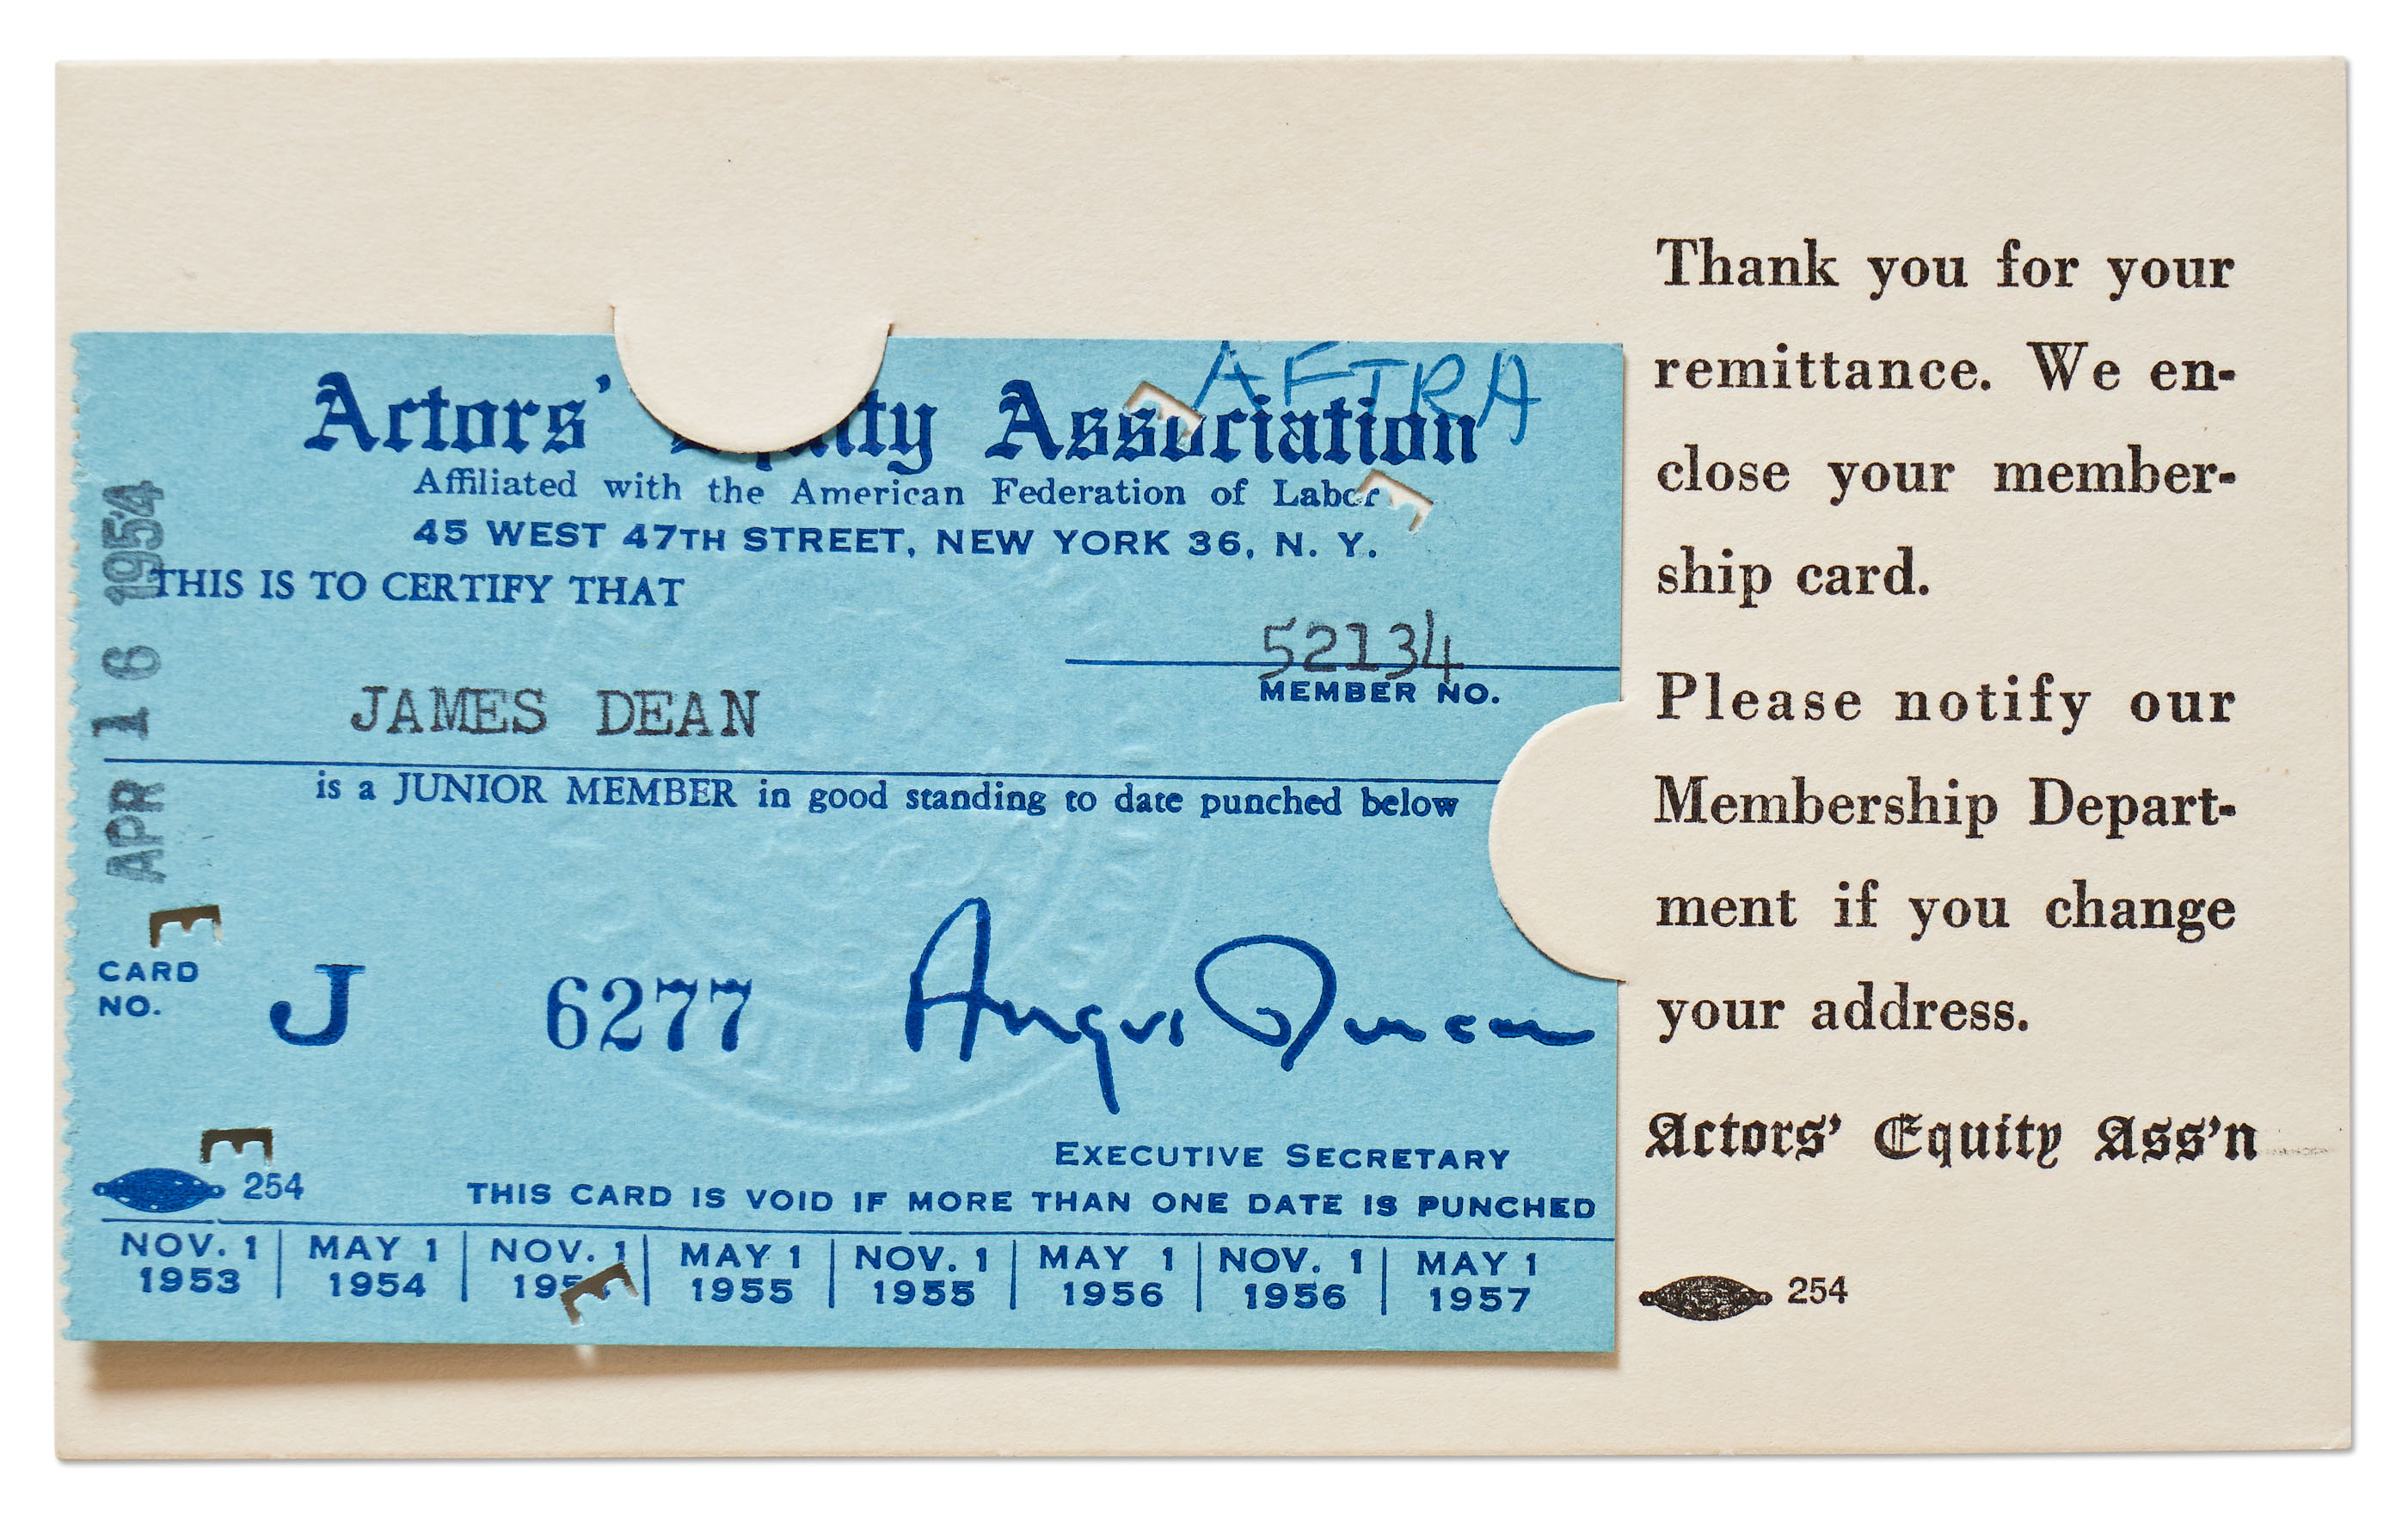 AFTRA
Actors' Equity Association
Affiliated with the American Federation of Labor
45 WEST 47TH STREET, NEW YORK 36, N. Y.
THIS IS TO CERTIFY THAT
52134
MEMBER NO.
JAMES DEAN
is a JUNIOR MEMBER in good standing to date punched below
APR 16 1954
CARD
NO.
J 6277
Angus Duncan
EXECUTIVE SECRETARY
254
THIS CARD IS VOID IF MORE THAN ONE DATE IS PUNCHED
NOV. 1 MAY 1 NOV. 1 MAY 1 NOV. 1 MAY 1 NOV. 1 MAY 1
1953 1954 1954 1955 1955 1956 1956 1957
Thank you for your
remittance. We en-
close your member-
ship card.
Please notify our
Membership Depart-
ment if you change
your address.
Actors' Equity Ass'n
254